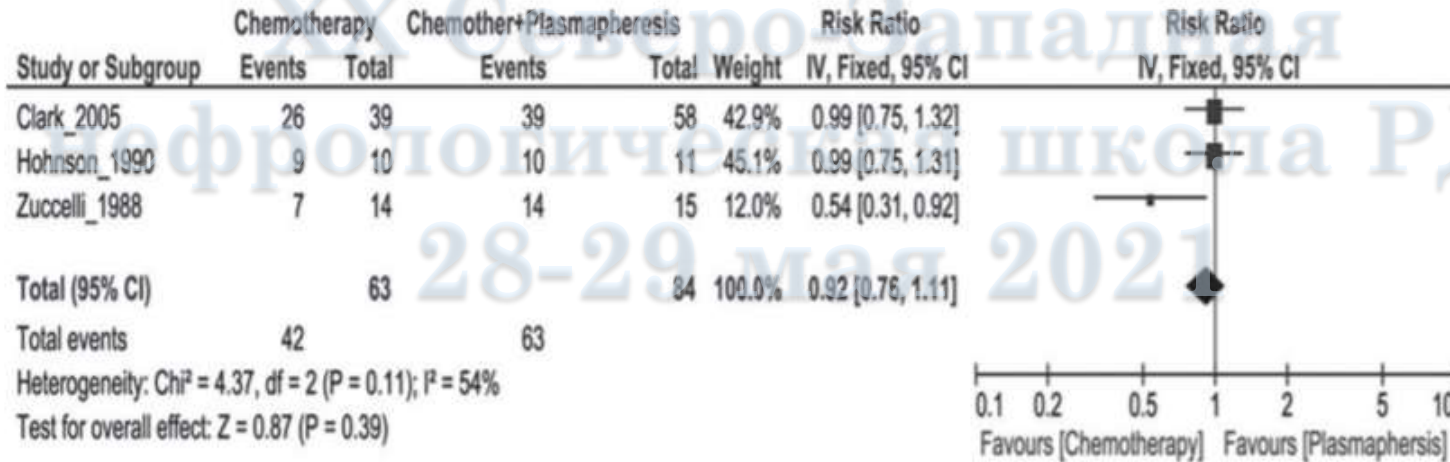 XX Северо-Западная
нефрологическая школа РД
28-29 мая 2021
Chemotherapy Chemother+Plasmapheresis Risk Ratio Risk Ratio
Study or Subgroup Events Total Events Total Weight IV, Fixed, 95% CI IV, Fixed, 95% CI
Clark_2005 26 39 39 58 42.9% 0.99 [0.75, 1.32]
Hohnson_1990 9 10 10 11 45.1% 0.99 [0.75, 1.31]
Zuccelli_1988 7 14 14 15 12.0% 0.54 [0.31, 0.92]
Total (95% CI) 63 84 100.0% 0.92 [0.76, 1.11]
Total events 42 63
Heterogeneity: Chi² = 4.37, df = 2 (P = 0.11); I² = 54%
Test for overall effect: Z = 0.87 (P = 0.39)
0.1 0.2 0.5 1 2 5 10
Favours [Chemotherapy] Favours [Plasmaphersis]